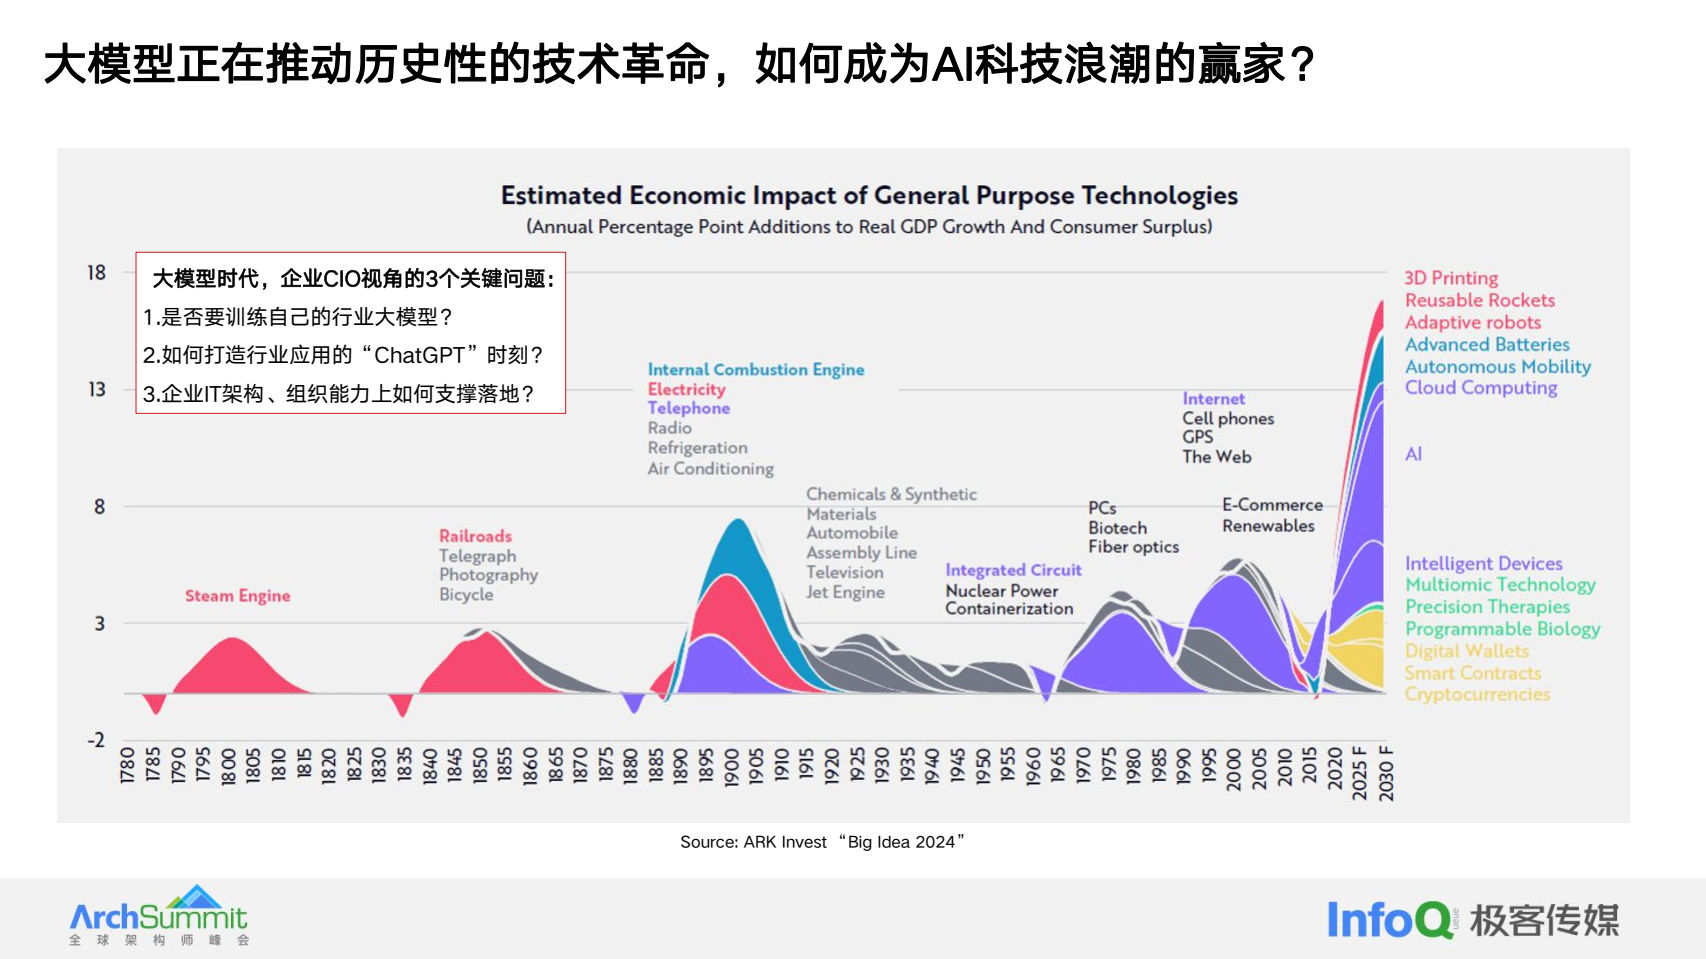 大模型正在推动历史性的技术革命，如何成为AI科技浪潮的赢家？
Estimated Economic Impact of General Purpose Technologies
(Annual Percentage Point Additions to Real GDP Growth And Consumer Surplus)
大模型时代，企业CIO视角的3个关键问题：
1.是否要训练自己的行业大模型？
2.如何打造行业应用的“ChatGPT”时刻？
3.企业IT架构、组织能力上如何支撑落地？
18
13
8
3
-2
Steam Engine
Railroads
Telegraph
Photography
Bicycle
Internal Combustion Engine
Electricity
Telephone
Radio
Refrigeration
Air Conditioning
Chemicals & Synthetic
Materials
Automobile
Assembly Line
Television
Jet Engine
Integrated Circuit
Nuclear Power
Containerization
PCs
Biotech
Fiber optics
Internet
Cell phones
GPS
The Web
E-Commerce
Renewables
3D Printing
Reusable Rockets
Adaptive robots
Advanced Batteries
Autonomous Mobility
Cloud Computing
AI
Intelligent Devices
Multiomic Technology
Precision Therapies
Programmable Biology
Digital Wallets
Smart Contracts
Cryptocurrencies
1780 1785 1790 1795 1800 1805 1810 1815 1820 1825 1830 1835 1840 1845 1850 1855 1860 1865 1870 1875 1880 1885 1890 1895 1900 1905 1910 1915 1920 1925 1930 1935 1940 1945 1950 1955 1960 1965 1970 1975 1980 1985 1990 1995 2000 2005 2010 2015 2020 2025 F 2030 F
Source: ARK Invest “Big Idea 2024”
ArchSummit
全球架构师峰会
InfoQ 极客传媒